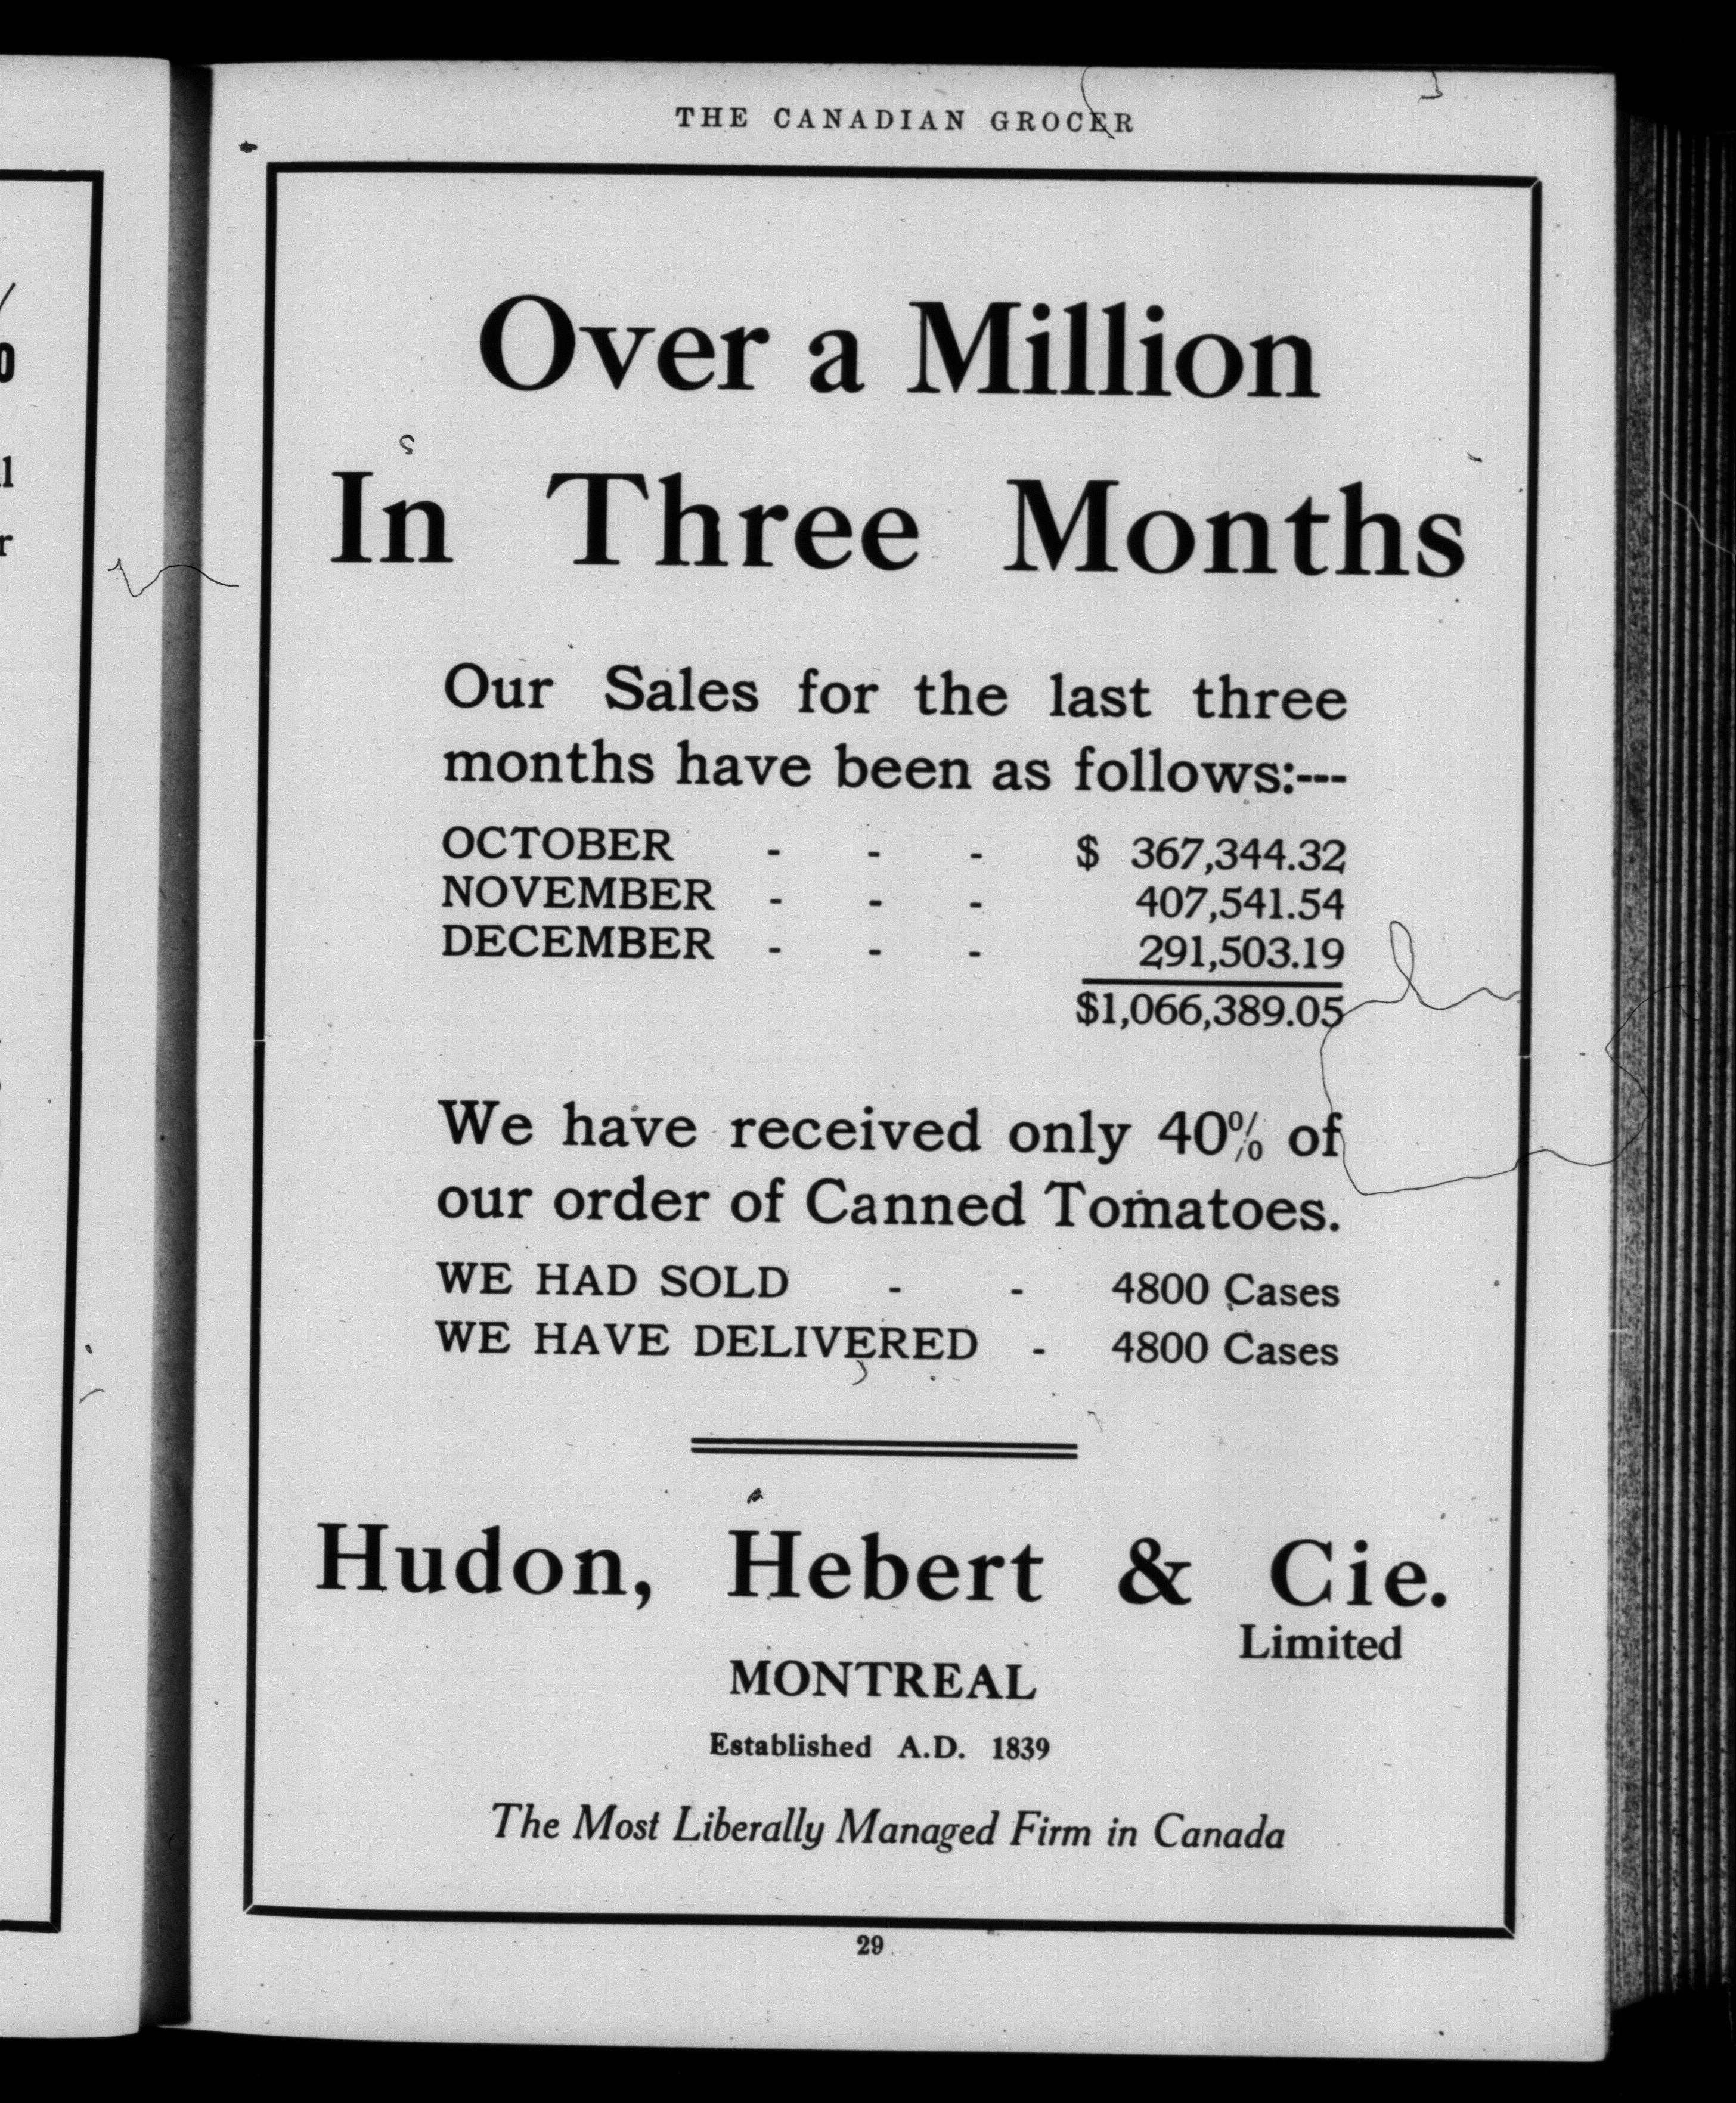 THE CANADIAN GROCER
Over a Million
In Three Months
Our Sales for the last three
months have been as follows:---
OCTOBER - - - $ 367,344.32
NOVEMBER - - - 407,541.54
DECEMBER - - - 291,503.19
$1,066,389.05
We have received only 40% of
our order of Canned Tomatoes.
WE HAD SOLD - - 4800 Cases
WE HAVE DELIVERED - 4800 Cases
Hudon, Hebert & Cie.
Limited
MONTREAL
Established A.D. 1839
The Most Liberally Managed Firm in Canada
29